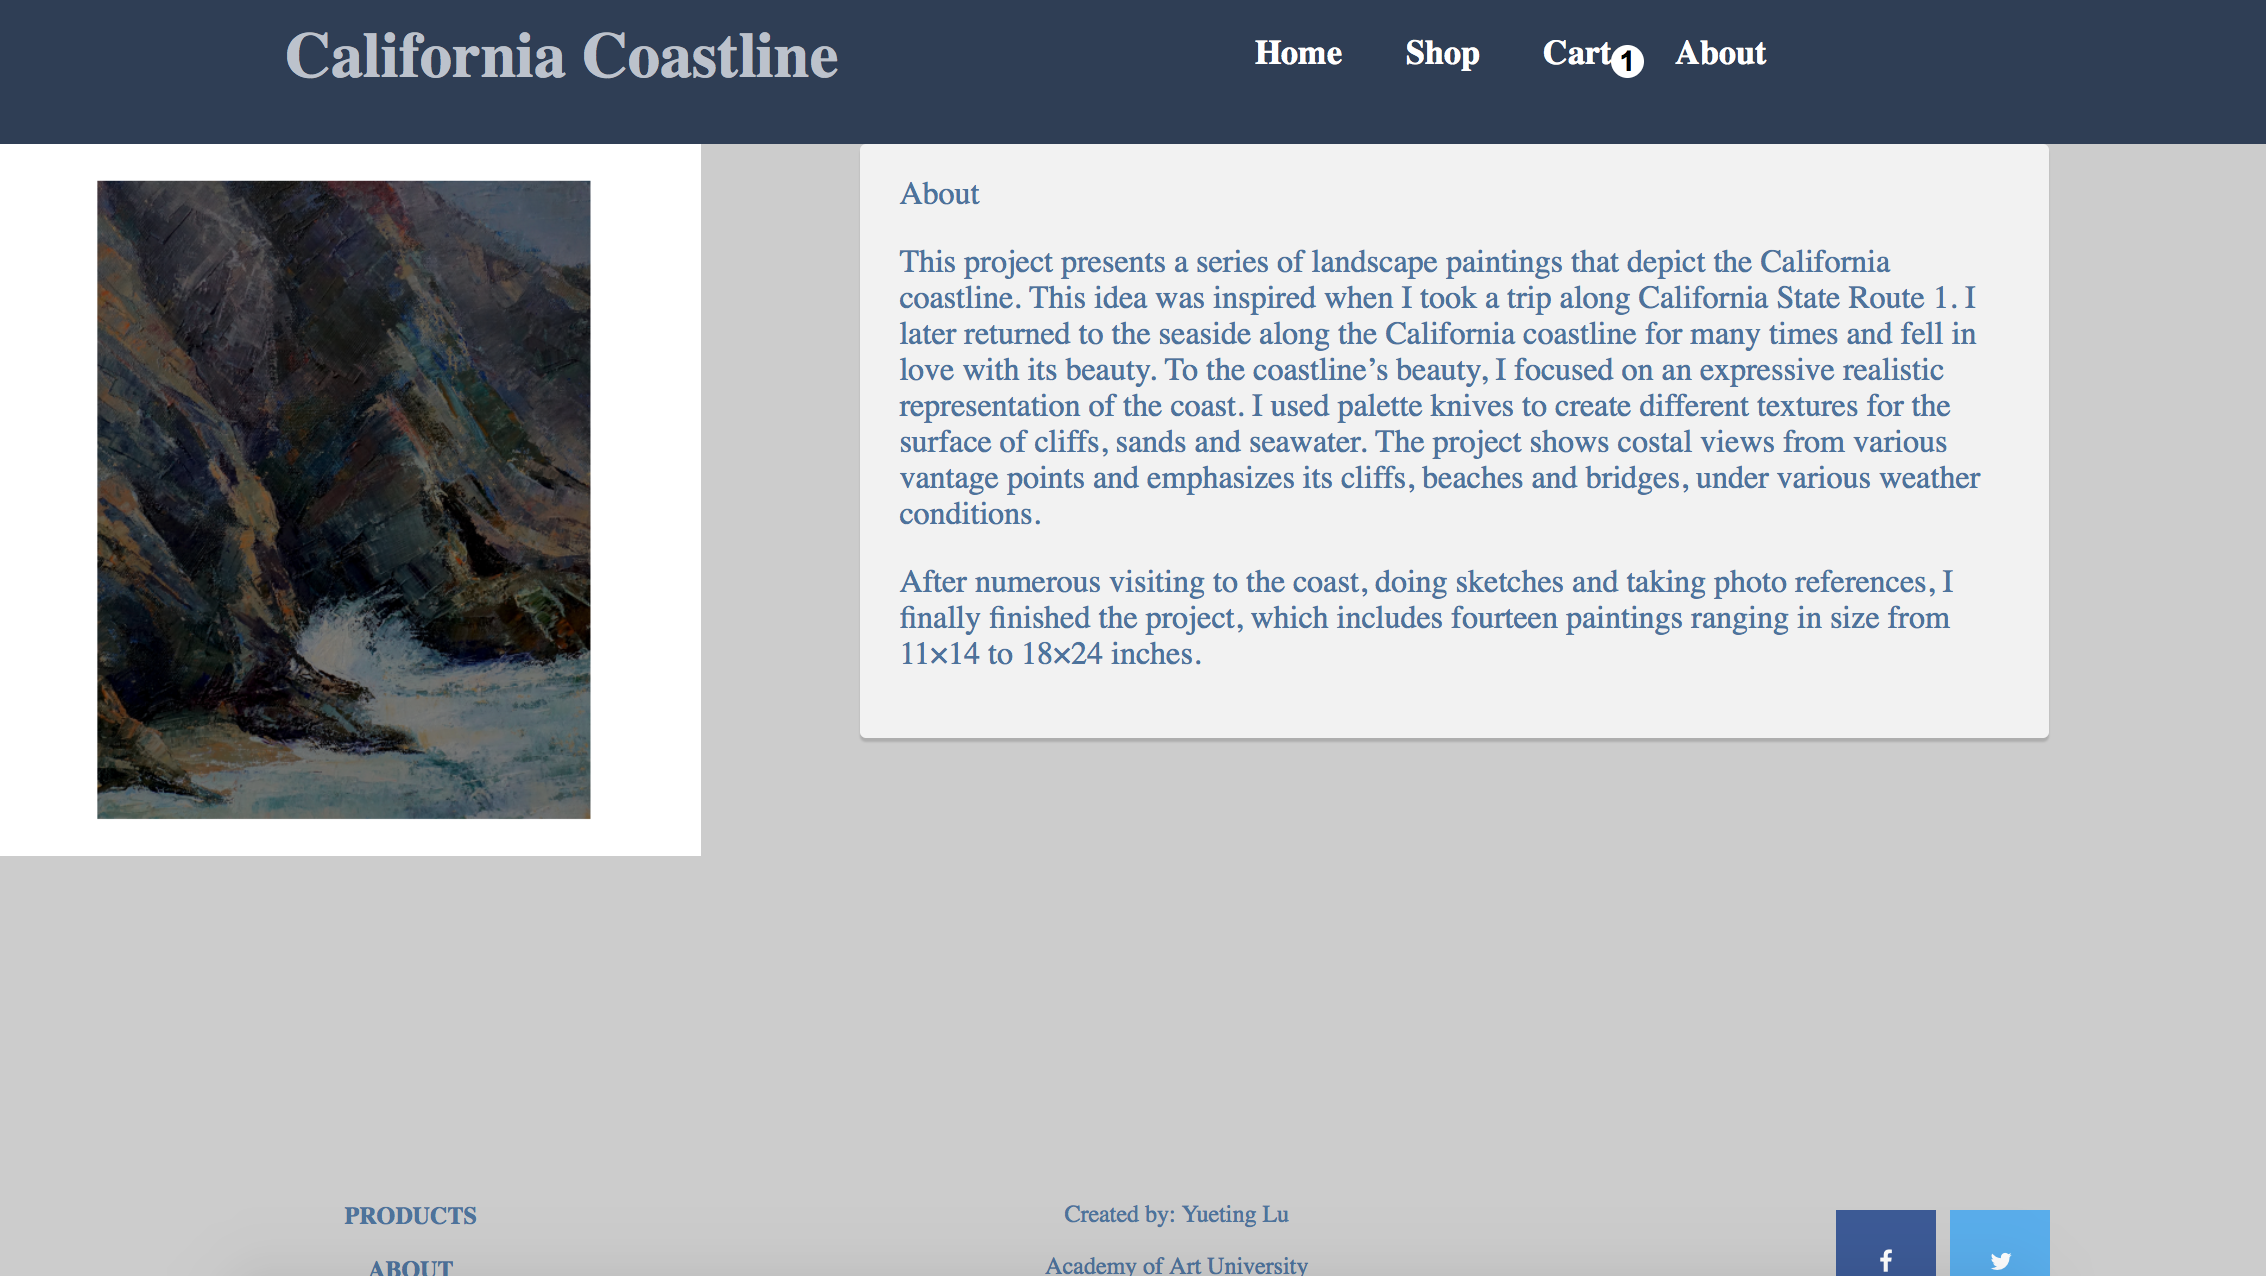 California Coastline
Home Shop Cart 1 About
About
This project presents a series of landscape paintings that depict the California
coastline. This idea was inspired when I took a trip along California State Route 1. I
later returned to the seaside along the California coastline for many times and fell in
love with its beauty. To the coastline’s beauty, I focused on an expressive realistic
representation of the coast. I used palette knives to create different textures for the
surface of cliffs, sands and seawater. The project shows costal views from various
vantage points and emphasizes its cliffs, beaches and bridges, under various weather
conditions.
After numerous visiting to the coast, doing sketches and taking photo references, I
finally finished the project, which includes fourteen paintings ranging in size from
11×14 to 18×24 inches.
PRODUCTS
ABOUT
Created by: Yueting Lu
Academy of Art University